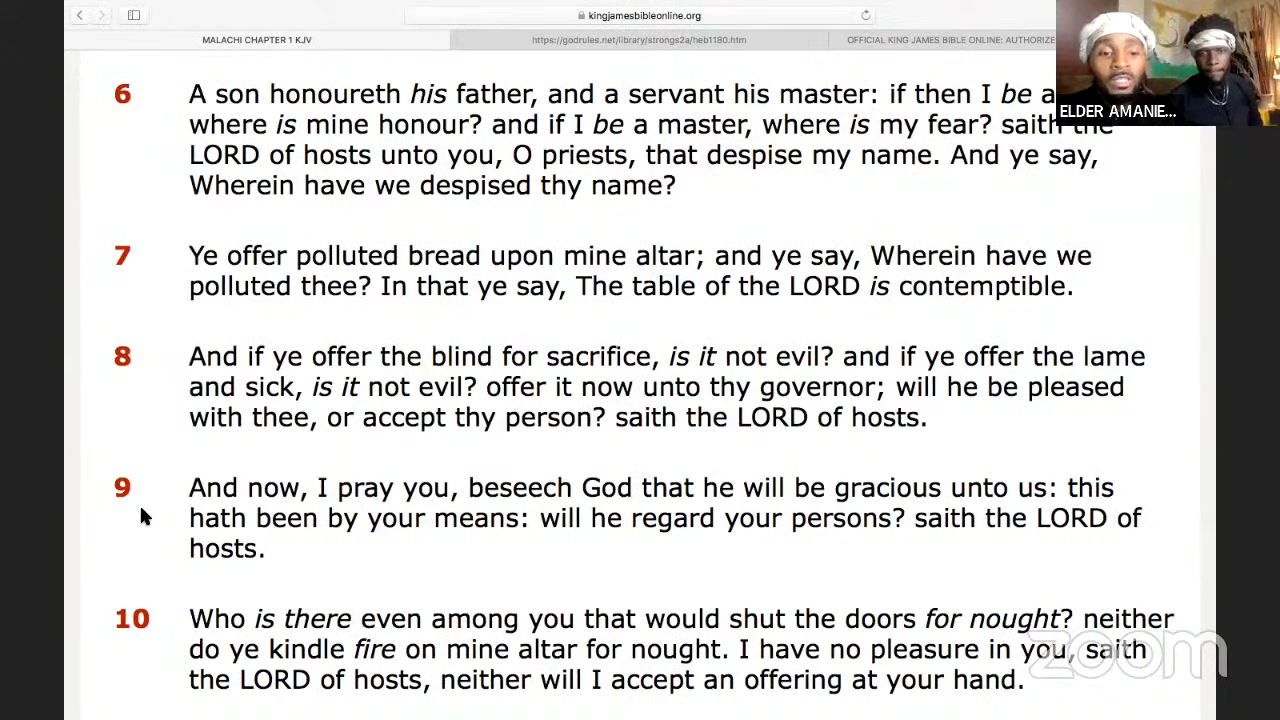 kingjamesbibleonline.org
MALACHI CHAPTER 1 KJV
https://godrules.net/library/strongs2a/heb1180.htm
OFFICIAL KING JAMES BIBLE ONLINE: AUTHORIZE
ELDER AMANIE...
6 A son honoureth his father, and a servant his master: if then I be a
where is mine honour? and if I be a master, where is my fear? saith the
LORD of hosts unto you, O priests, that despise my name. And ye say,
Wherein have we despised thy name?
7 Ye offer polluted bread upon mine altar; and ye say, Wherein have we
polluted thee? In that ye say, The table of the LORD is contemptible.
8 And if ye offer the blind for sacrifice, is it not evil? and if ye offer the lame
and sick, is it not evil? offer it now unto thy governor; will he be pleased
with thee, or accept thy person? saith the LORD of hosts.
9 And now, I pray you, beseech God that he will be gracious unto us: this
hath been by your means: will he regard your persons? saith the LORD of
hosts.
10 Who is there even among you that would shut the doors for nought? neither
do ye kindle fire on mine altar for nought. I have no pleasure in you, saith
the LORD of hosts, neither will I accept an offering at your hand.
zoom